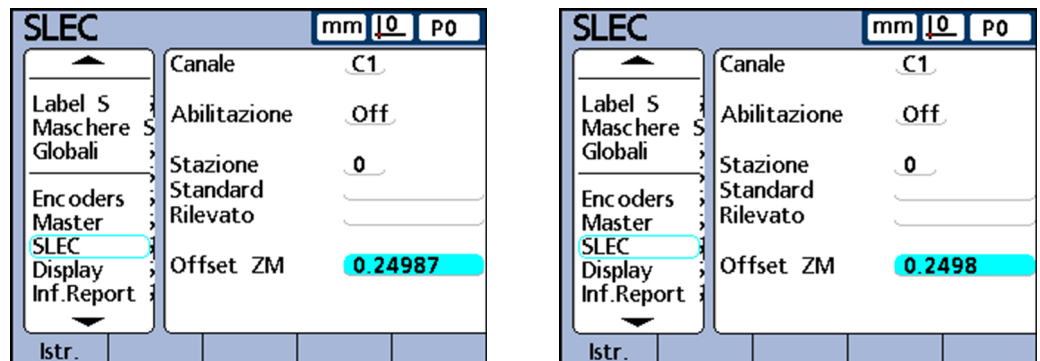 SLEC
mm 0 P0
Label S
Maschere S
Globali
Encoders
Master
SLEC
Display
Inf.Report
Canale C1
Abilitazione Off
Stazione 0
Standard
Rilevato
Offset ZM 0.24987
Istr.
SLEC
mm 0 P0
Label S
Maschere S
Globali
Encoders
Master
SLEC
Display
Inf.Report
Canale C1
Abilitazione Off
Stazione 0
Standard
Rilevato
Offset ZM 0.2498
Istr.